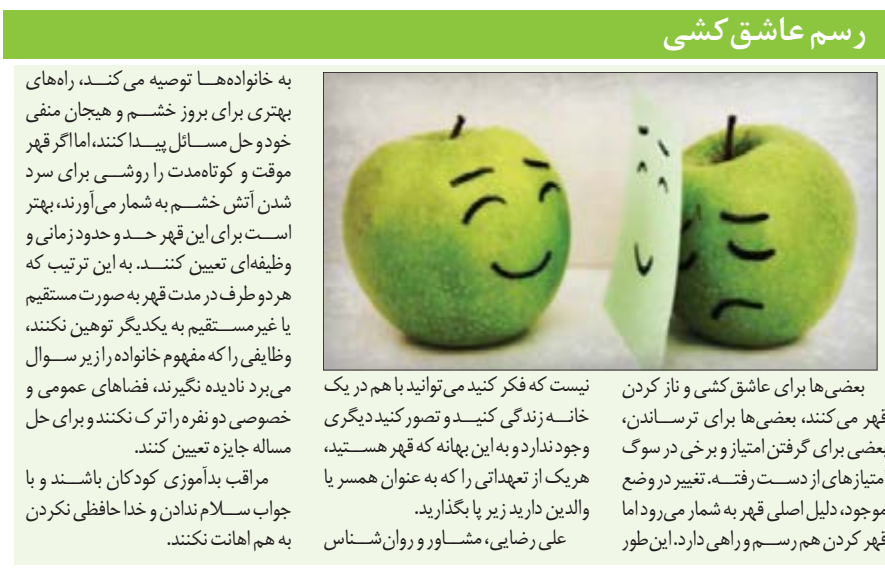 رسم عاشق‌کشی
بعضی‌ها برای عاشق کشی و ناز کردن
قهر می‌کنند، بعضی‌ها برای ترساندن،
بعضی برای گرفتن امتیاز و برخی در سوگ
امتیازهای از دست رفته. تغییر در وضع
موجود، دلیل اصلی قهر به شمار می‌رود اما
قهر کردن هم رسم و راهی دارد. این‌طور
نیست که فکر کنید می‌توانید با هم در یک
خانه زندگی کنید و تصور کنید دیگری
وجود ندارد و به این بهانه که قهر هستید،
هریک از تعهداتی را که به عنوان همسر یا
والدین دارید زیر پا بگذارید.
علی رضایی، مشاور و روان‌شناس
به خانواده‌ها توصیه می‌کند، راه‌های
بهتری برای بروز خشم و هیجان منفی
خود و حل مسائل پیدا کنند، اما اگر قهر
موقت و کوتاه‌مدت را روشی برای سرد
شدن آتش خشم به شمار می‌آورند، بهتر
است برای این قهر حد و حدود زمانی و
وظیفه‌ای تعیین کنند. به این ترتیب که
هر دو طرف در مدت قهر به صورت مستقیم
یا غیرمستقیم به یکدیگر توهین نکنند،
وظایفی را که مفهوم خانواده را زیر سوال
می‌برد نادیده نگیرند، فضاهای عمومی و
خصوصی دو نفره را ترک نکنند و برای حل
مساله جایزه تعیین کنند.
مراقب بدآموزی کودکان باشند و با
جواب سلام ندادن و خدا حافظی نکردن
به هم اهانت نکنند.